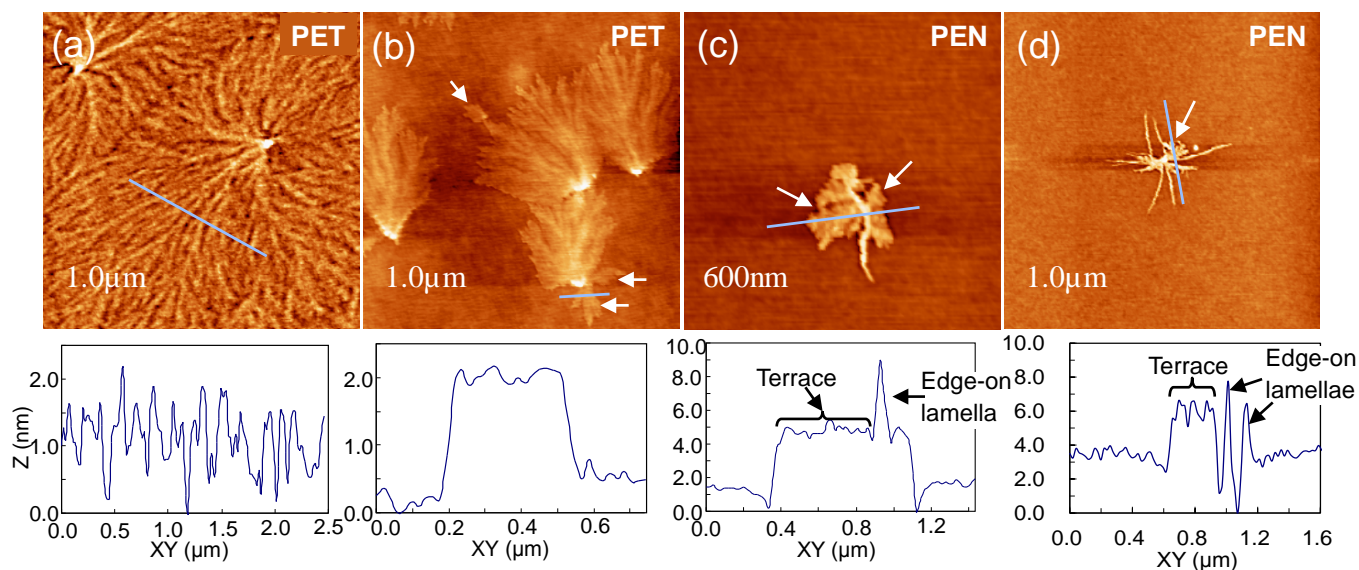 (a) PET
1.0µm
(b) PET
1.0µm
(c) PEN
600nm
(d) PEN
1.0µm
Z (nm)
2.0
1.0
0.0
0.0 0.5 1.0 1.5 2.0 2.5
XY (µm)
2.0
1.0
0.0
0.2 0.4 0.6
XY (µm)
10.0
8.0
6.0
4.0
2.0
0.0
Terrace
Edge-on
lamella
0.0 0.4 0.8 1.2
XY (µm)
10.0
8.0
6.0
4.0
2.0
0.0
Terrace
Edge-on
lamellae
0.0 0.4 0.8 1.2 1.6
XY (µm)